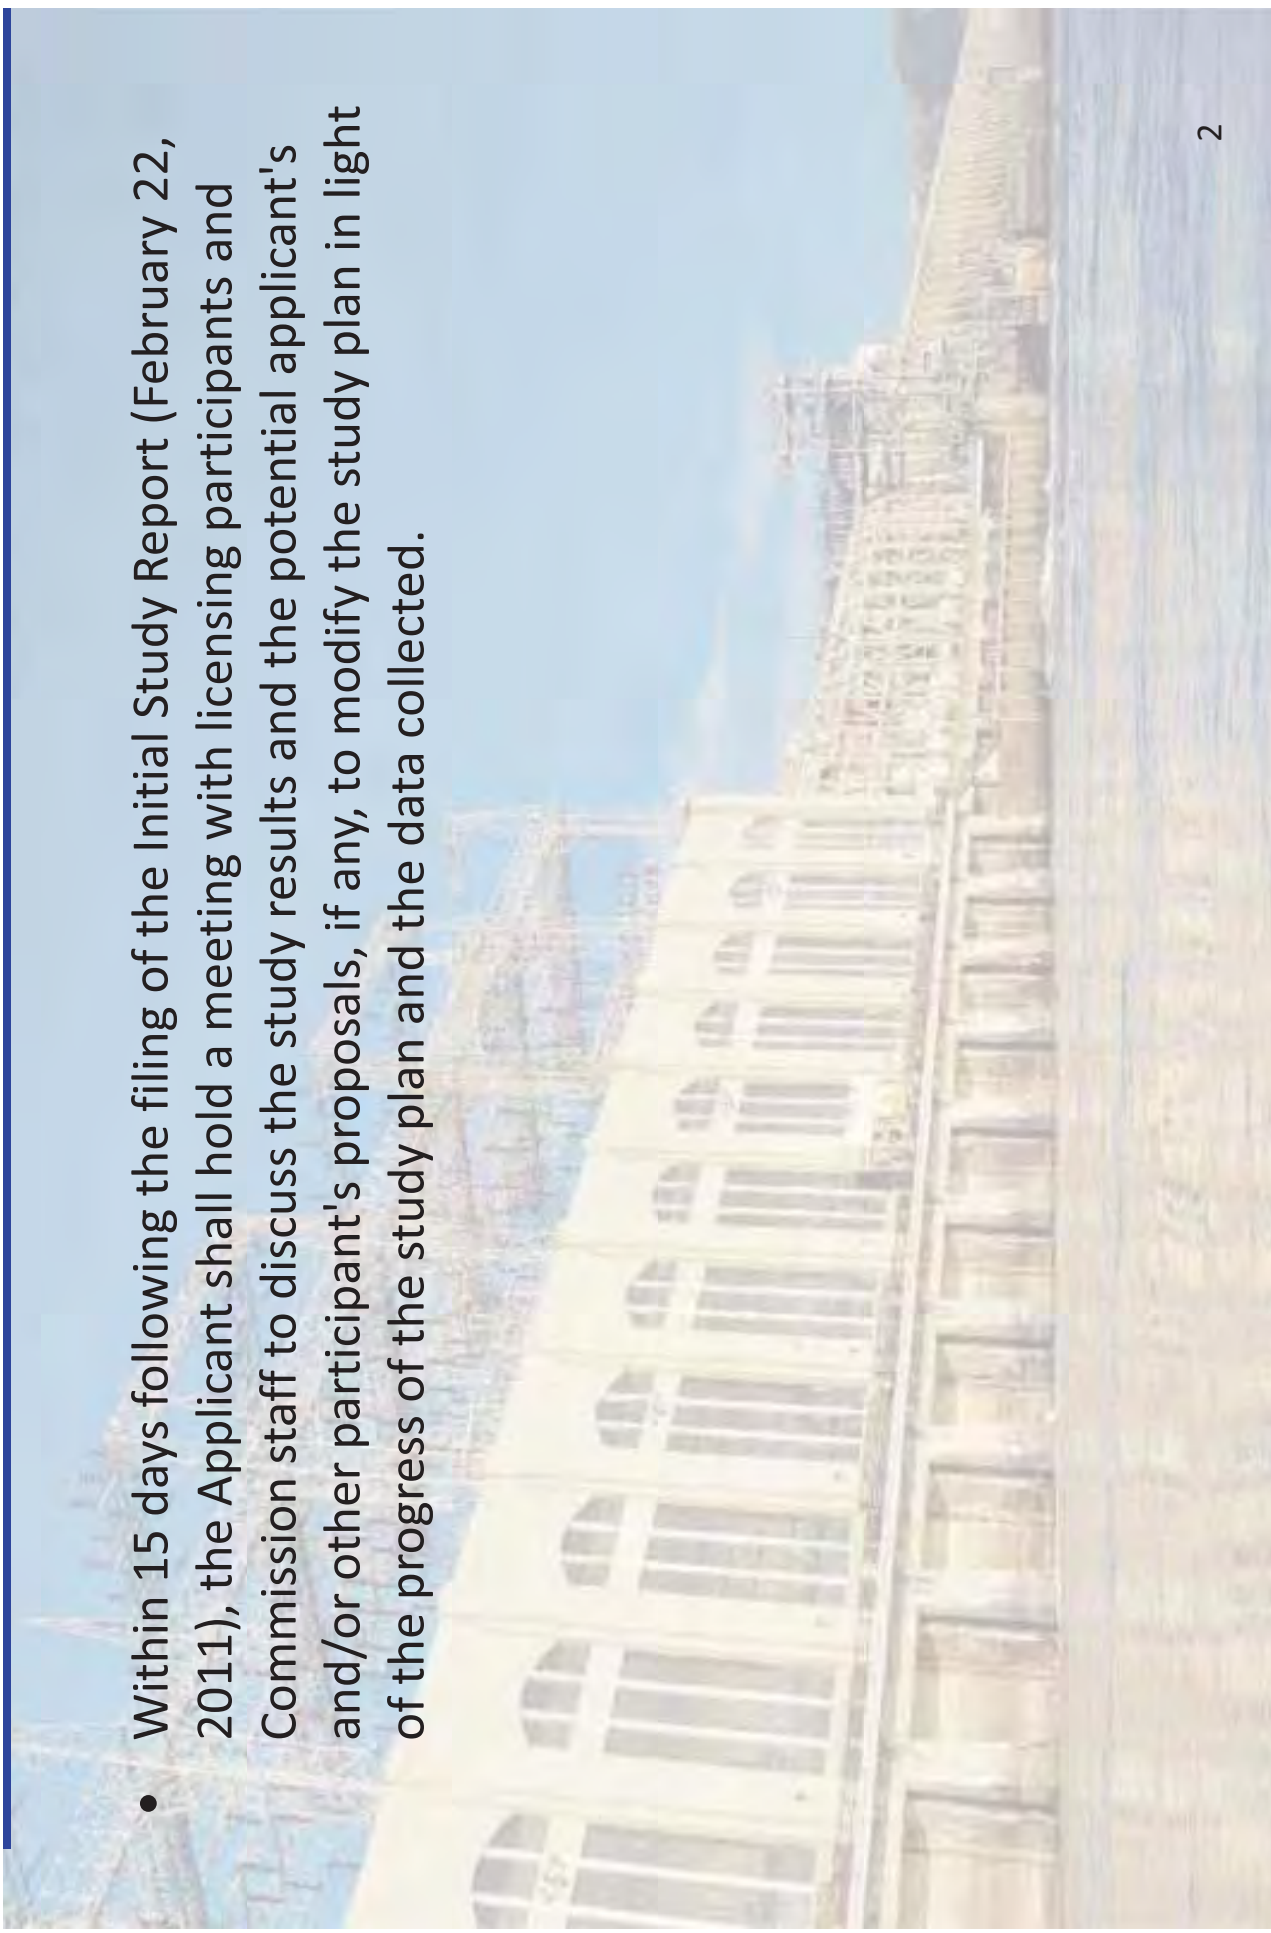 • Within 15 days following the filing of the Initial Study Report (February 22,
2011), the Applicant shall hold a meeting with licensing participants and
Commission staff to discuss the study results and the potential applicant's
and/or other participant's proposals, if any, to modify the study plan in light
of the progress of the study plan and the data collected.
2